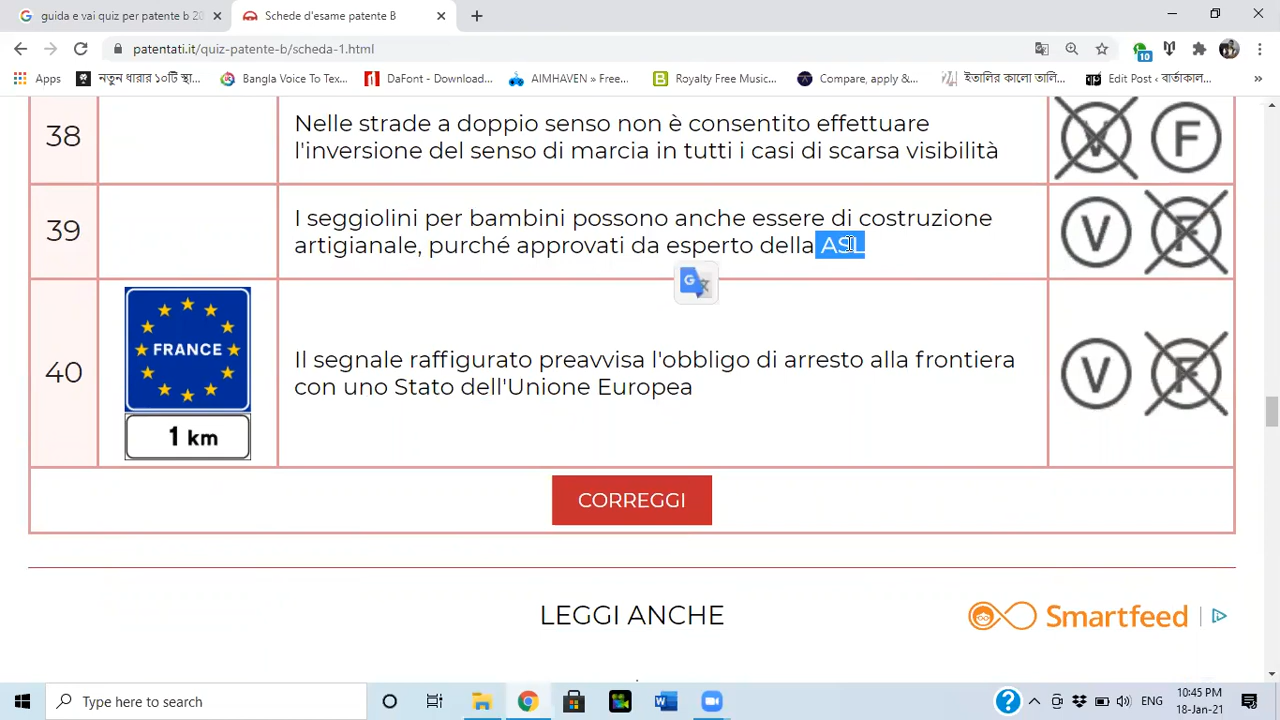 guida e vai quiz per patente b 20
Schede d'esame patente B
patentati.it/quiz-patente-b/scheda-1.html
10
Apps
নতুন ধারার ১০টি স্থা...
Bangla Voice To Tex...
DaFont - Download...
AIMHAVEN » Free...
Royalty Free Music...
Compare, apply &...
ইতালির কালো তালি...
Edit Post ‹ বার্তাকাল...
»
38
Nelle strade a doppio senso non è consentito effettuare
l'inversione del senso di marcia in tutti i casi di scarsa visibilità
V F
39
I seggiolini per bambini possono anche essere di costruzione
artigianale, purché approvati da esperto della ASL
V F
40
FRANCE
1 km
Il segnale raffigurato preavvisa l'obbligo di arresto alla frontiera
con uno Stato dell'Unione Europea
V F
CORREGGI
LEGGI ANCHE
Smartfeed
Type here to search
ENG
10:45 PM
18-Jan-21